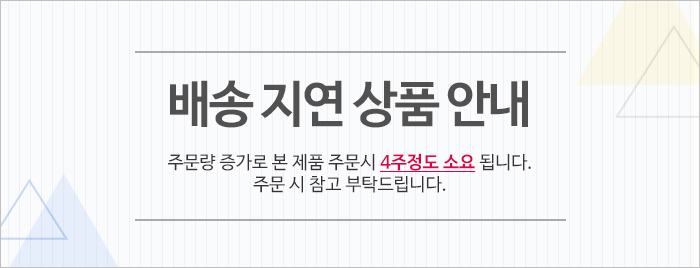 배송 지연 상품 안내
주문량 증가로 본 제품 주문시 4주정도 소요 됩니다.
주문 시 참고 부탁드립니다.